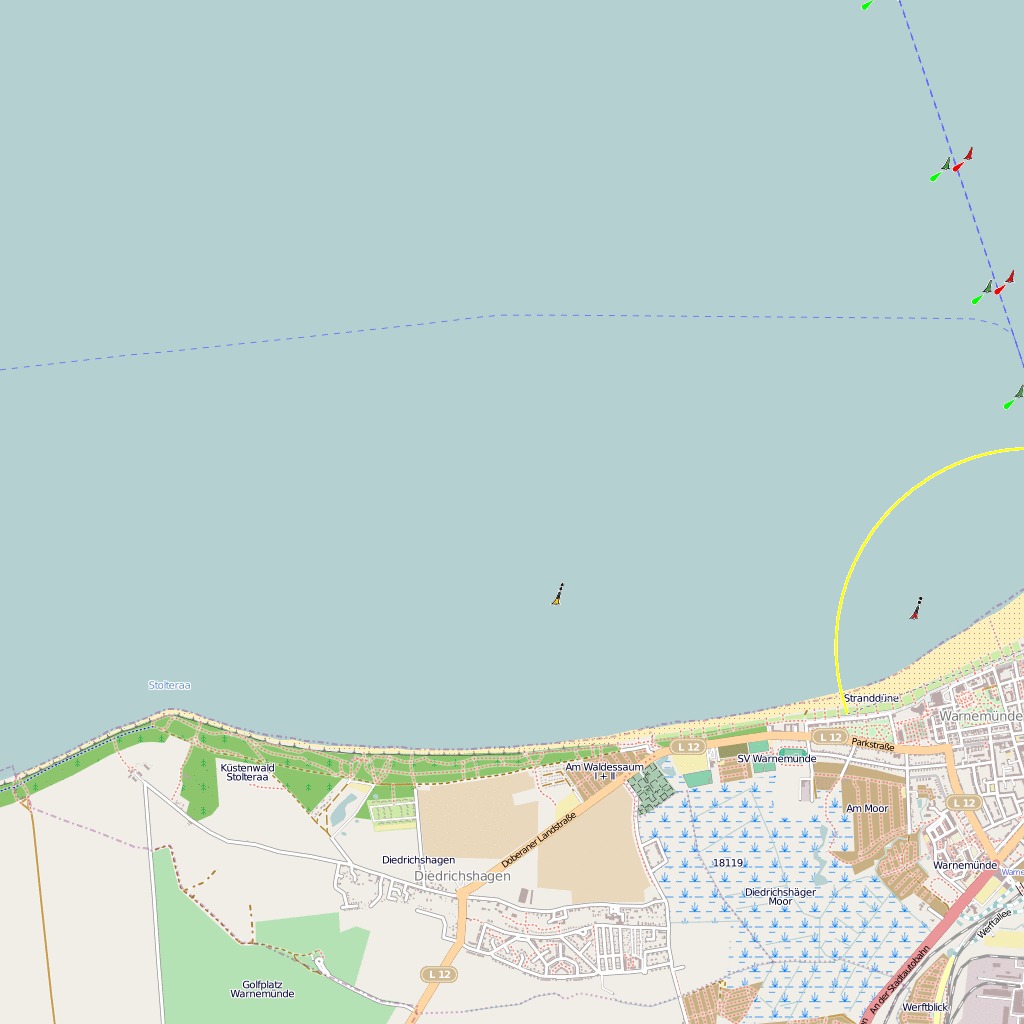 Stolteraa
Stranddüne
Warnemünde
L 12
L 12
Parkstraße
SV Warnemünde
Am Waldessaum
I + II
Küstenwald
Stolteraa
L 12
Am Moor
Doberaner Landstraße
Diedrichshagen
Diedrichshagen
18119
Warnemünde
Warne
Diedrichshäger
Moor
Werftallee
L 12
An der Stadtautobahn
Golfplatz
Warnemünde
Werftblick